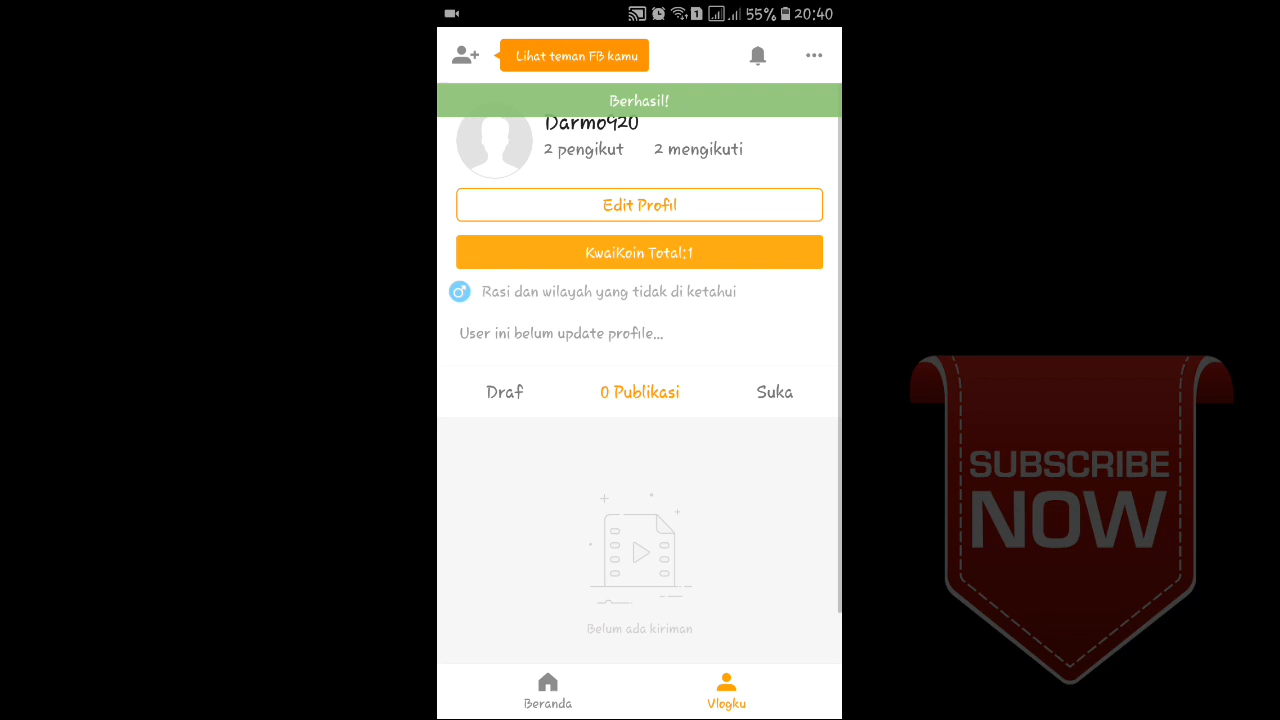 55% 20:40
Lihat teman FB kamu
Berhasil!
Darmo920
2 pengikut 2 mengikuti
Edit Profil
KwaiKoin Total:1
Rasi dan wilayah yang tidak di ketahui
User ini belum update profile...
Draf 0 Publikasi Suka
SUBSCRIBE
NOW
Belum ada kiriman
Beranda Vlogku